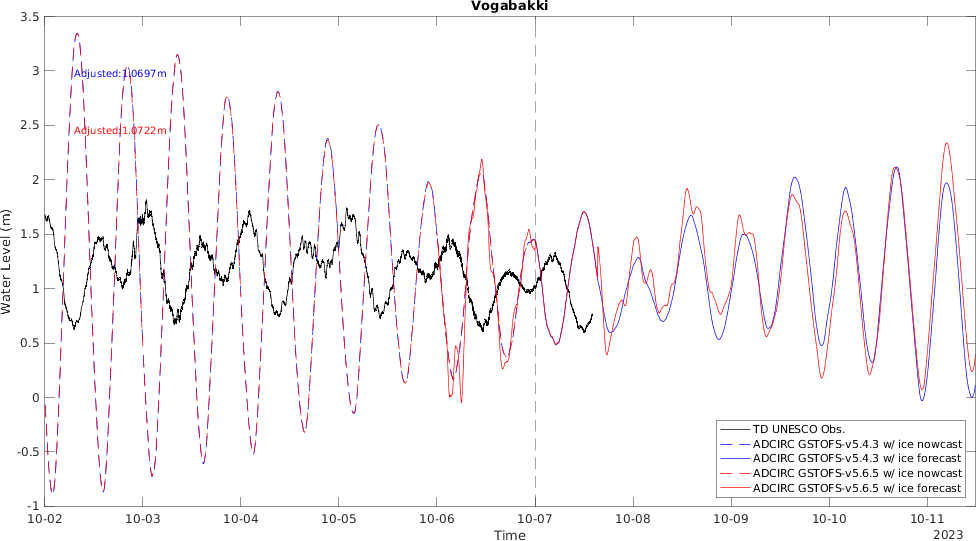 Vogabakki
3.5
3
2.5
2
1.5
1
0.5
0
-0.5
-1
Water Level (m)
Adjusted:1.0697m
Adjusted:1.0722m
TD UNESCO Obs.
ADCIRC GSTOFS-v5.4.3 w/ ice nowcast
ADCIRC GSTOFS-v5.4.3 w/ ice forecast
ADCIRC GSTOFS-v5.6.5 w/ ice nowcast
ADCIRC GSTOFS-v5.6.5 w/ ice forecast
10-02 10-03 10-04 10-05 10-06 10-07 10-08 10-09 10-10 10-11
Time
2023